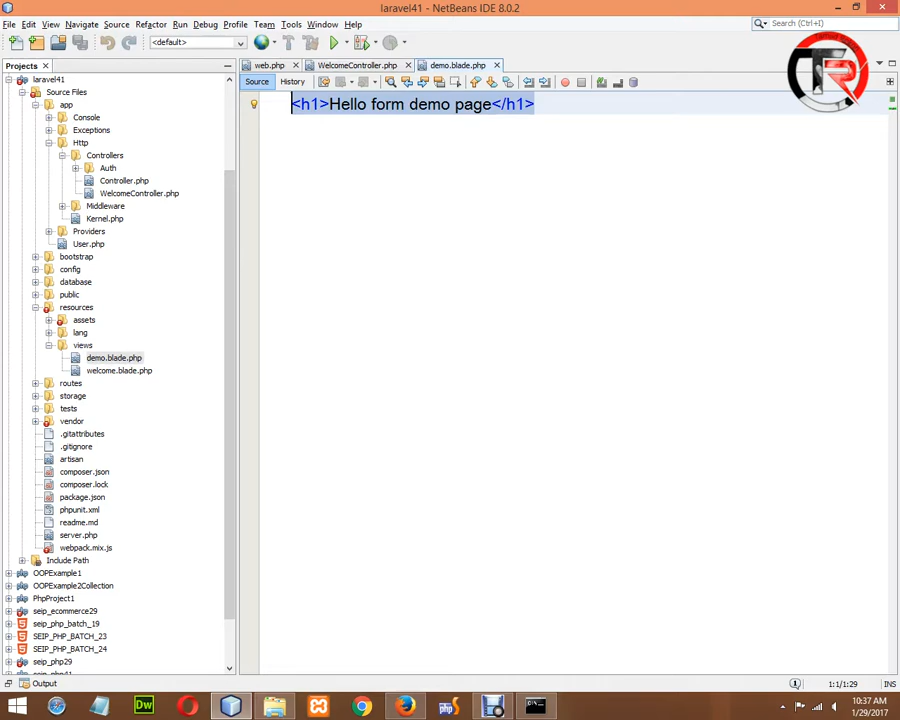 laravel41 - NetBeans IDE 8.0.2
File Edit View Navigate Source Refactor Run Debug Profile Team Tools Window Help
Search (Ctrl+I)
<default>
Projects
web.php WelcomeController.php demo.blade.php
Source History
<h1>Hello form demo page</h1>
laravel41
Source Files
app
Console
Exceptions
Http
Controllers
Auth
Controller.php
WelcomeController.php
Middleware
Kernel.php
Providers
User.php
bootstrap
config
database
public
resources
assets
lang
views
demo.blade.php
welcome.blade.php
routes
storage
tests
vendor
.gitattributes
.gitignore
artisan
composer.json
composer.lock
package.json
phpunit.xml
readme.md
server.php
webpack.mix.js
Include Path
OOPExample1
OOPExample2Collection
PhpProject1
seip_ecommerce29
seip_php_batch_19
SEIP_PHP_BATCH_23
SEIP_PHP_BATCH_24
seip_php29
Output
1:1/1:29 INS
10:37 AM
1/29/2017